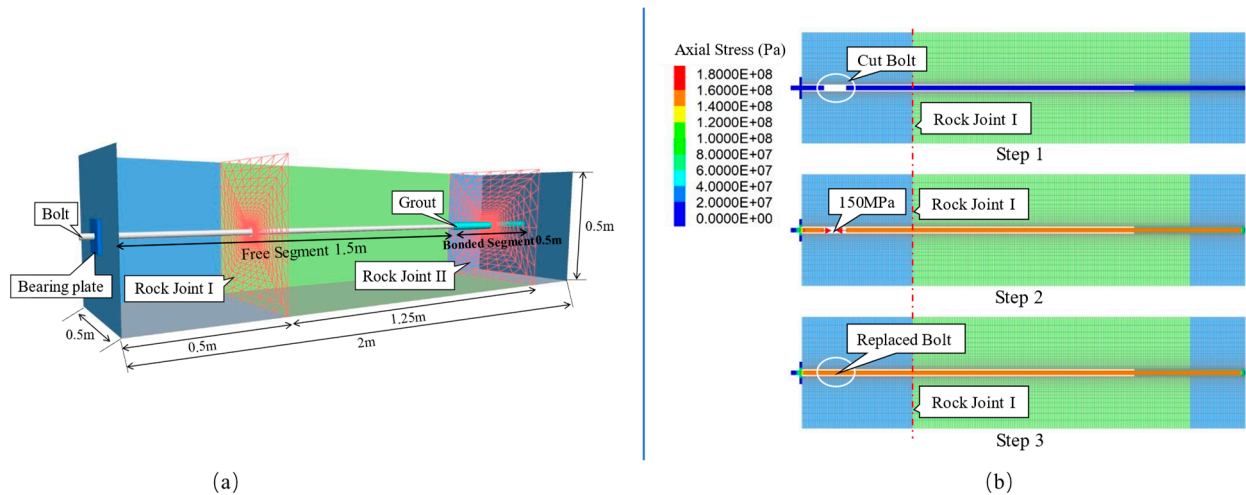 Bolt
Bearing plate
Free Segment 1.5m
Grout
Bonded Segment0.5m
Rock Joint I
Rock Joint II
0.5m
0.5m
0.5m
1.25m
2m
(a)
Axial Stress (Pa)
1.8000E+08
1.6000E+08
1.4000E+08
1.2000E+08
1.0000E+08
8.0000E+07
6.0000E+07
4.0000E+07
2.0000E+07
0.0000E+00
Cut Bolt
Rock Joint I
Step 1
150MPa
Rock Joint I
Step 2
Replaced Bolt
Rock Joint I
Step 3
(b)